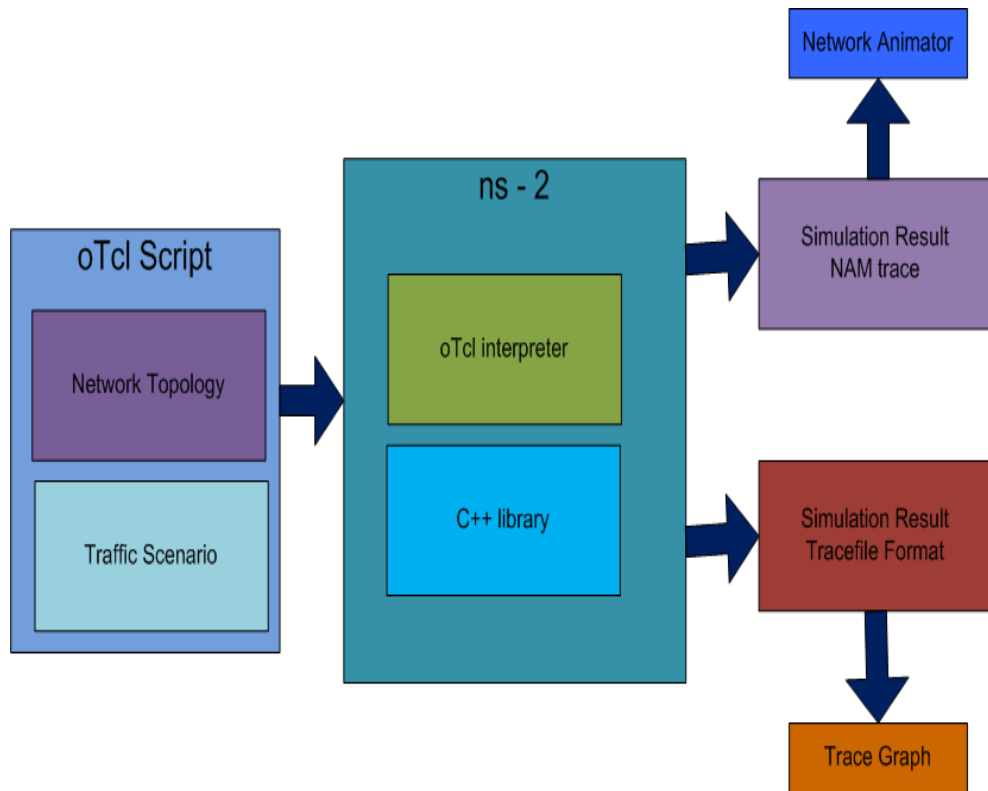 oTcl Script
Network Topology
Traffic Scenario
ns - 2
oTcl interpreter
C++ library
Network Animator
Simulation Result
NAM trace
Simulation Result
Tracefile Format
Trace Graph